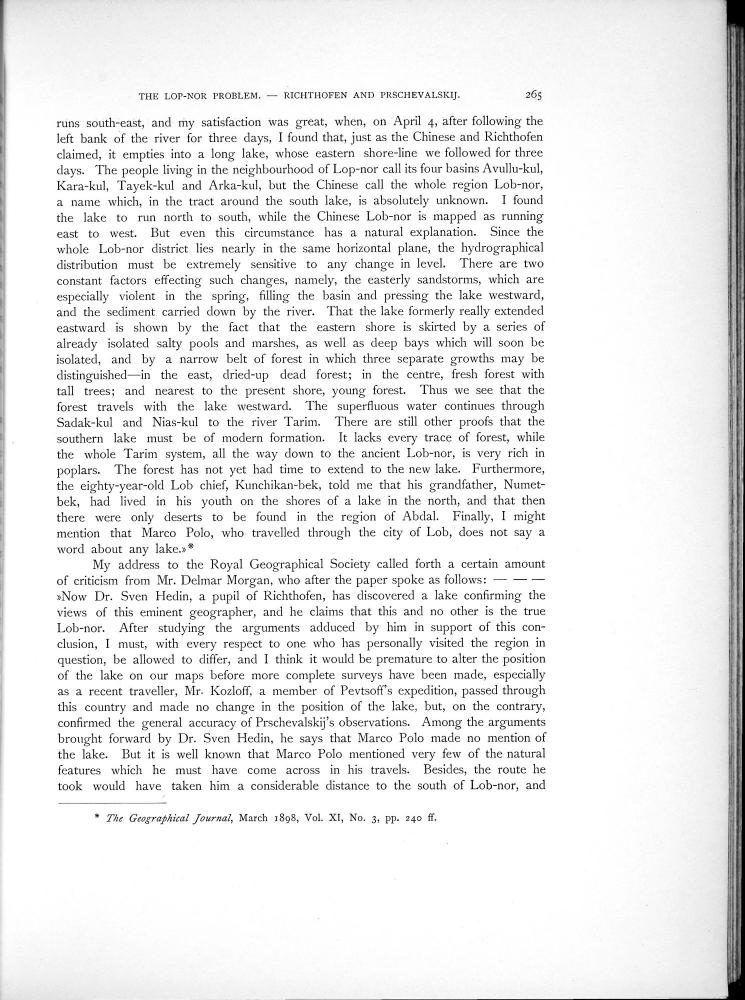 THE LOP-NOR PROBLEM. — RICHTHOFEN AND PRSCHEVALSKIJ. 265
runs south-east, and my satisfaction was great, when, on April 4, after following the
left bank of the river for three days, I found that, just as the Chinese and Richthofen
claimed, it empties into a long lake, whose eastern shore-line we followed for three
days. The people living in the neighbourhood of Lop-nor call its four basins Avullu-kul,
Kara-kul, Tayek-kul and Arka-kul, but the Chinese call the whole region Lob-nor,
a name which, in the tract around the south lake, is absolutely unknown. I found
the lake to run north to south, while the Chinese Lob-nor is mapped as running
east to west. But even this circumstance has a natural explanation. Since the
whole Lob-nor district lies nearly in the same horizontal plane, the hydrographical
distribution must be extremely sensitive to any change in level. There are two
constant factors effecting such changes, namely, the easterly sandstorms, which are
especially violent in the spring, filling the basin and pressing the lake westward,
and the sediment carried down by the river. That the lake formerly really extended
eastward is shown by the fact that the eastern shore is skirted by a series of
already isolated salty pools and marshes, as well as deep bays which will soon be
isolated, and by a narrow belt of forest in which three separate growths may be
distinguished—in the east, dried-up dead forest; in the centre, fresh forest with
tall trees; and nearest to the present shore, young forest. Thus we see that the
forest travels with the lake westward. The superfluous water continues through
Sadak-kul and Nias-kul to the river Tarim. There are still other proofs that the
southern lake must be of modern formation. It lacks every trace of forest, while
the whole Tarim system, all the way down to the ancient Lob-nor, is very rich in
poplars. The forest has not yet had time to extend to the new lake. Furthermore,
the eighty-year-old Lob chief, Kunchikan-bek, told me that his grandfather, Numet-
bek, had lived in his youth on the shores of a lake in the north, and that then
there were only deserts to be found in the region of Abdal. Finally, I might
mention that Marco Polo, who travelled through the city of Lob, does not say a
word about any lake.»*
My address to the Royal Geographical Society called forth a certain amount
of criticism from Mr. Delmar Morgan, who after the paper spoke as follows: — — —
»Now Dr. Sven Hedin, a pupil of Richthofen, has discovered a lake confirming the
views of this eminent geographer, and he claims that this and no other is the true
Lob-nor. After studying the arguments adduced by him in support of this con-
clusion, I must, with every respect to one who has personally visited the region in
question, be allowed to differ, and I think it would be premature to alter the position
of the lake on our maps before more complete surveys have been made, especially
as a recent traveller, Mr. Kozloff, a member of Pevtsoff's expedition, passed through
this country and made no change in the position of the lake, but, on the contrary,
confirmed the general accuracy of Prschevalskij's observations. Among the arguments
brought forward by Dr. Sven Hedin, he says that Marco Polo made no mention of
the lake. But it is well known that Marco Polo mentioned very few of the natural
features which he must have come across in his travels. Besides, the route he
took would have taken him a considerable distance to the south of Lob-nor, and
* The Geographical Journal, March 1898, Vol. XI, No. 3, pp. 240 ff.